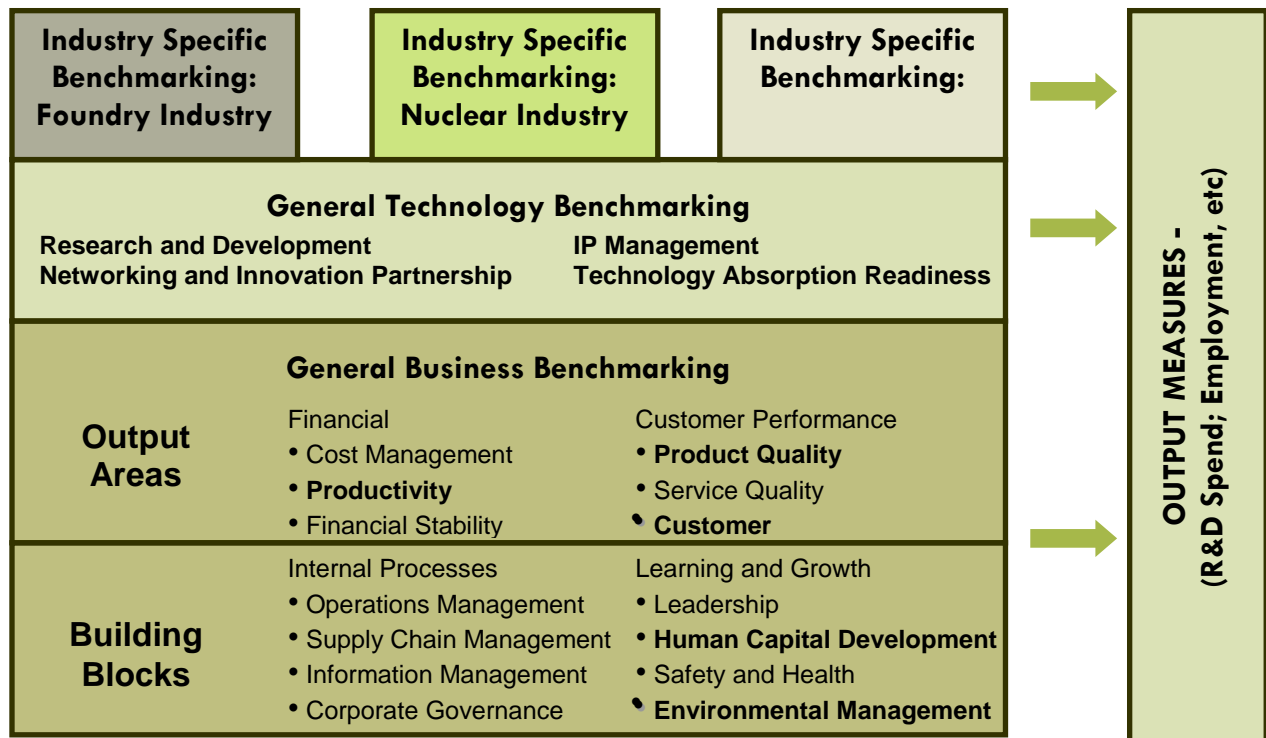 Industry Specific
Benchmarking:
Foundry Industry
Industry Specific
Benchmarking:
Nuclear Industry
Industry Specific
Benchmarking:
General Technology Benchmarking
Research and Development
Networking and Innovation Partnership
IP Management
Technology Absorption Readiness
General Business Benchmarking
Output
Areas
Financial
• Cost Management
• Productivity
• Financial Stability
Customer Performance
• Product Quality
• Service Quality
• Customer
Building
Blocks
Internal Processes
• Operations Management
• Supply Chain Management
• Information Management
• Corporate Governance
Learning and Growth
• Leadership
• Human Capital Development
• Safety and Health
• Environmental Management
OUTPUT MEASURES -
(R&D Spend; Employment, etc)